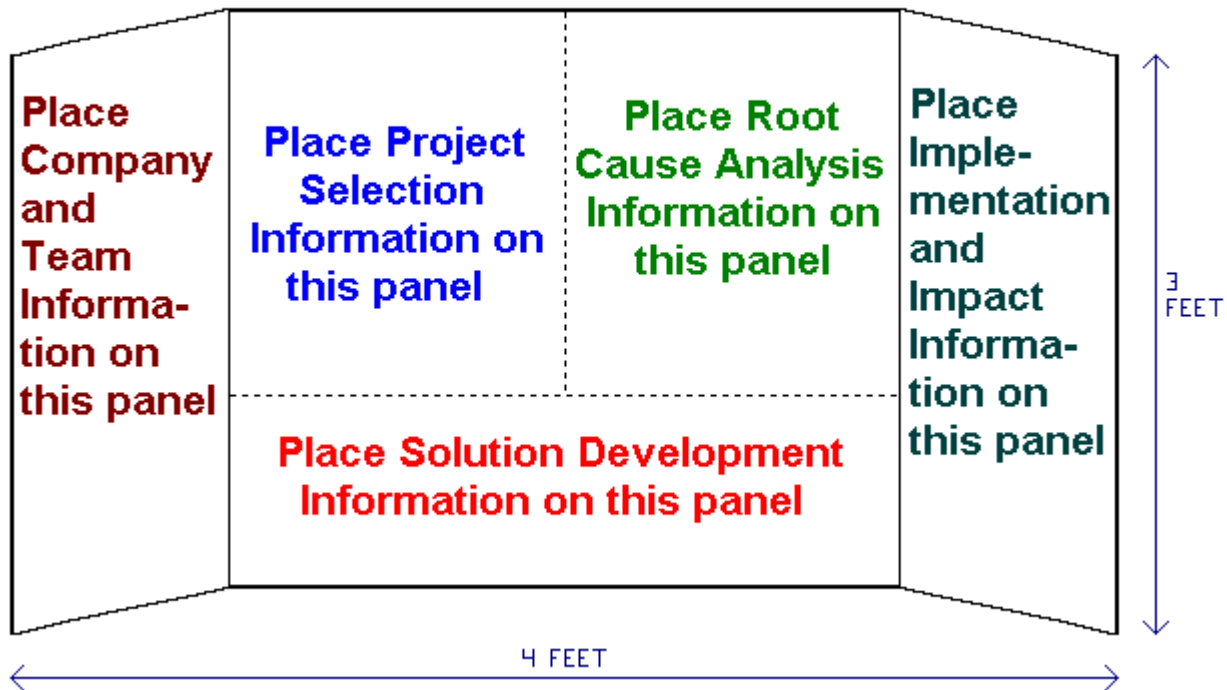 Place
Company
and
Team
Informa-
tion on
this panel
Place Project
Selection
Information on
this panel
Place Root
Cause Analysis
Information on
this panel
Place
Imple-
mentation
and
Impact
Informa-
tion on
this panel
Place Solution Development
Information on this panel
3
FEET
4 FEET